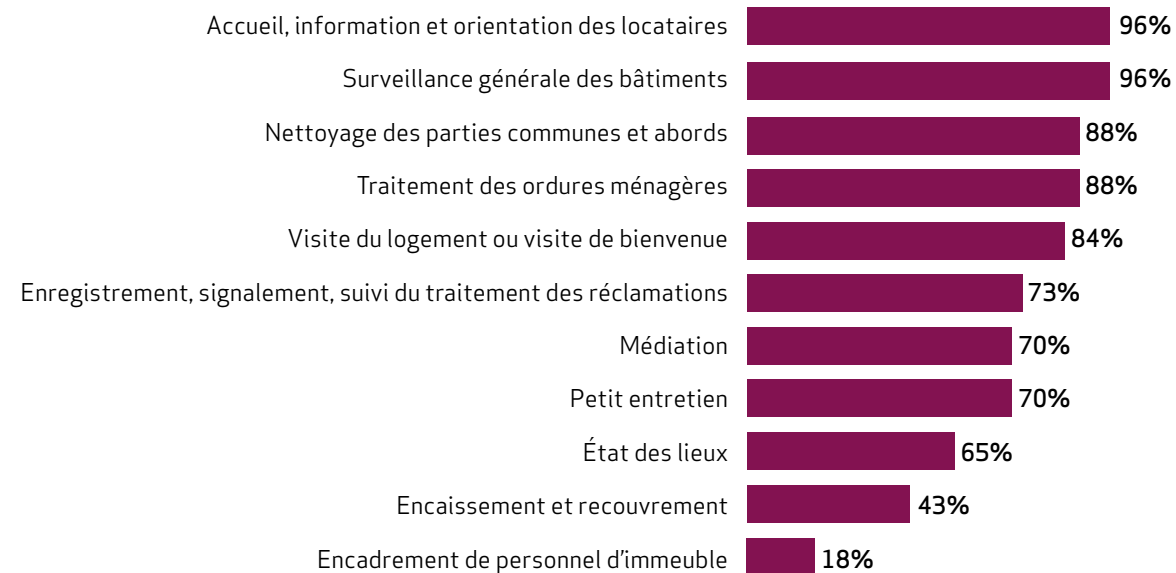 Accueil, information et orientation des locataires 96%
Surveillance générale des bâtiments 96%
Nettoyage des parties communes et abords 88%
Traitement des ordures ménagères 88%
Visite du logement ou visite de bienvenue 84%
Enregistrement, signalement, suivi du traitement des réclamations 73%
Médiation 70%
Petit entretien 70%
État des lieux 65%
Encaissement et recouvrement 43%
Encadrement de personnel d’immeuble 18%